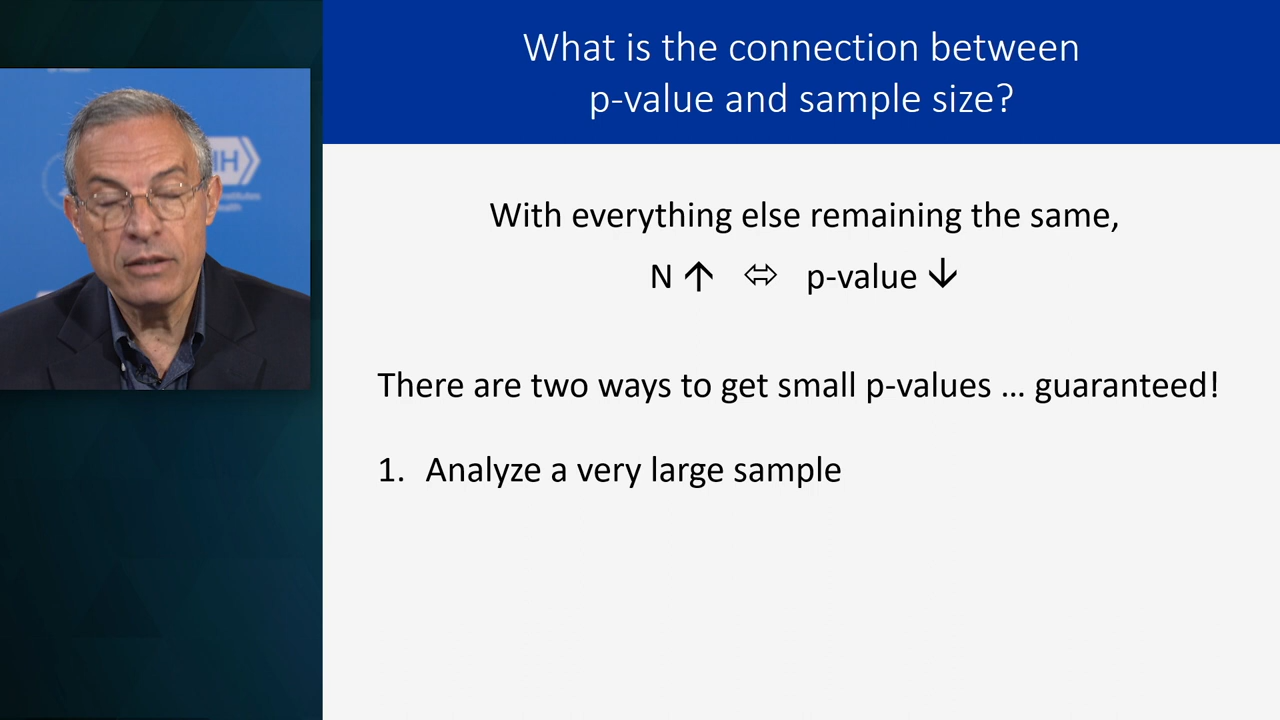 What is the connection between
p-value and sample size?
With everything else remaining the same,
N ↑ ⇔ p-value ↓
There are two ways to get small p-values ... guaranteed!
1. Analyze a very large sample